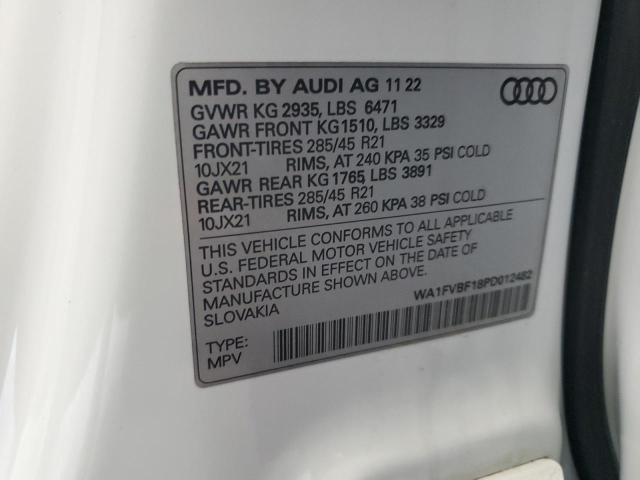 MFD. BY AUDI AG 11 22
GVWR KG 2935, LBS 6471
GAWR FRONT KG1510, LBS 3329
FRONT-TIRES 285/45 R21
10JX21 RIMS, AT 240 KPA 35 PSI COLD
GAWR REAR KG 1765, LBS 3891
REAR-TIRES 285/45 R21
10JX21 RIMS, AT 260 KPA 38 PSI COLD
THIS VEHICLE CONFORMS TO ALL APPLICABLE
U.S. FEDERAL MOTOR VEHICLE SAFETY
STANDARDS IN EFFECT ON THE DATE OF
MANUFACTURE SHOWN ABOVE.
SLOVAKIA
WA1FVBF18PD012482
TYPE:
MPV